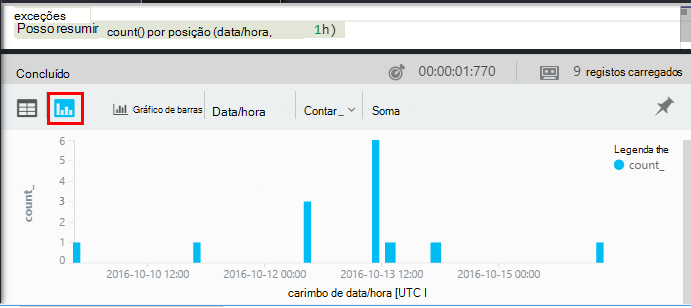 exceções
Posso resumir count() por posição (data/hora, 1h)
Concluído 00:00:01:770 9 registos carregados
Gráfico de barras Data/hora Contar_ Soma
6
5
4
3
2
1
0
count_
Legenda the
count_
2016-10-10 12:00 2016-10-12 00:00 2016-10-13 12:00 2016-10-15 00:00
carimbo de data/hora [UTC I